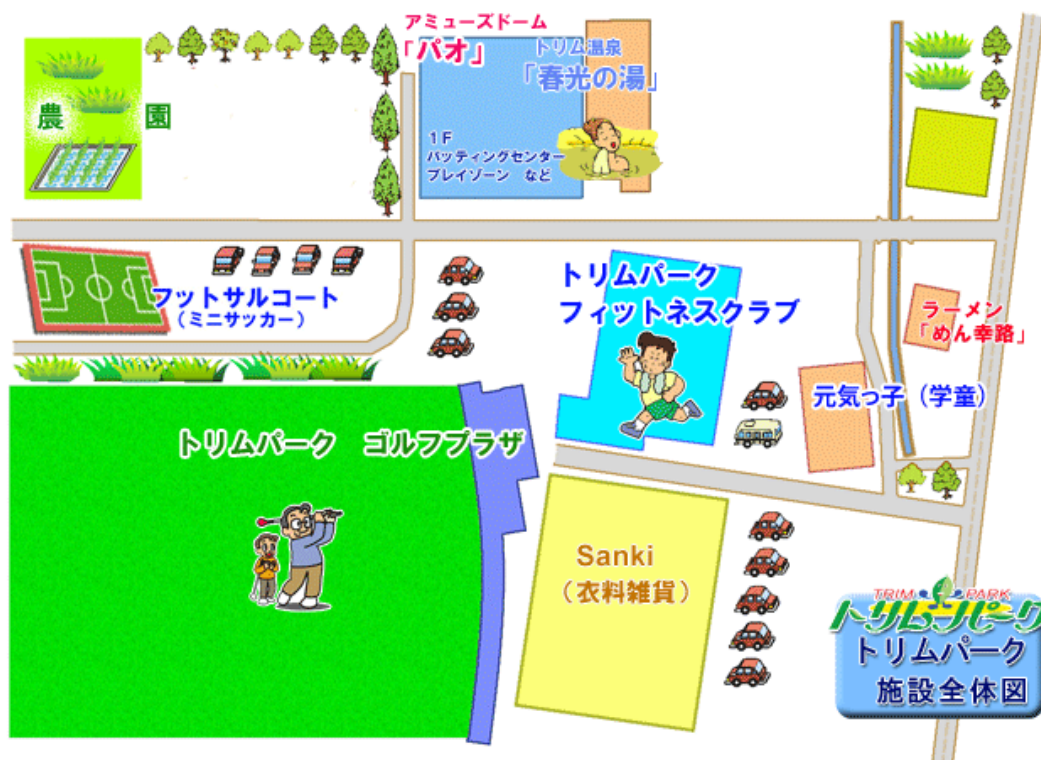 アミューズドーム
「パオ」
トリム温泉
「春光の湯」
農園
1F
バッティングセンター
プレイゾーン など
フットサルコート
(ミニサッカー)
トリムパーク
フィットネスクラブ
ラーメン
「めん幸路」
元気っ子(学童)
トリムパーク ゴルフプラザ
Sanki
(衣料雑貨)
TRIM PARK
トリムパーク
トリムパーク
施設全体図